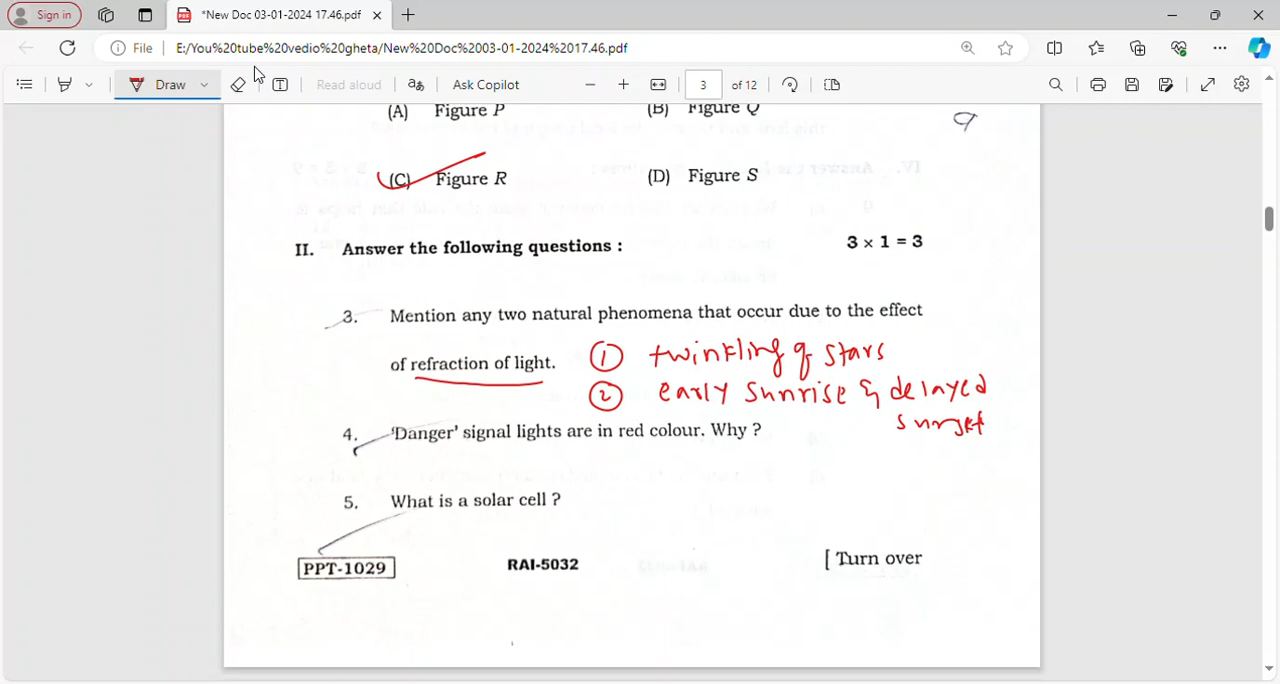 Sign in
*New Doc 03-01-2024 17.46.pdf
File
E:/You%20tube%20vedio%20gheta/New%20Doc%2003-01-2024%2017.46.pdf
Draw
Read aloud
aあ
Ask Copilot
3
of 12
(A) Figure P
(B) Figure Q
9
(C) Figure R
(D) Figure S
II. Answer the following questions :
3 × 1 = 3
3. Mention any two natural phenomena that occur due to the effect
of refraction of light.
① twinkling of stars
② early sunrise & delayed
sunset
4. 'Danger' signal lights are in red colour. Why ?
5. What is a solar cell ?
PPT-1029
RAI-5032
[ Turn over